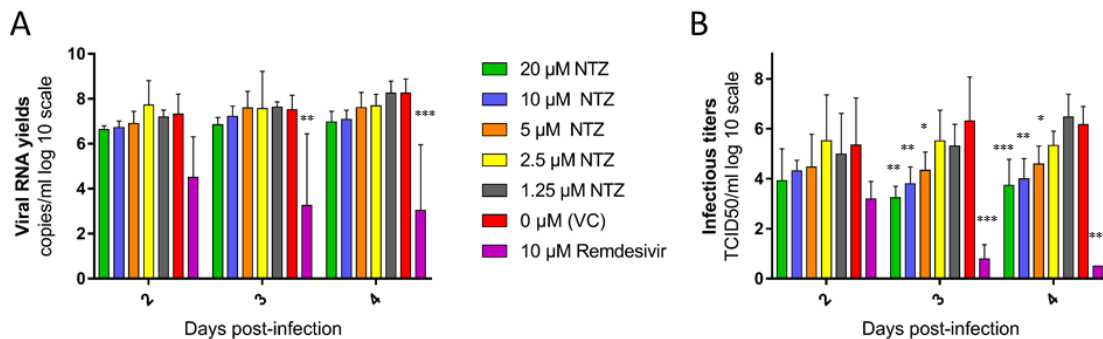 A
Viral RNA yields
copies/ml log 10 scale
10
8
6
4
2
0
** ***
2 3 4
Days post-infection
20 µM NTZ
10 µM NTZ
5 µM NTZ
2.5 µM NTZ
1.25 µM NTZ
0 µM (VC)
10 µM Remdesivir
B
Infectious titers
TCID50/ml log 10 scale
8
6
4
2
0
** ** * ***
*** ** * **
2 3 4
Days post-infection